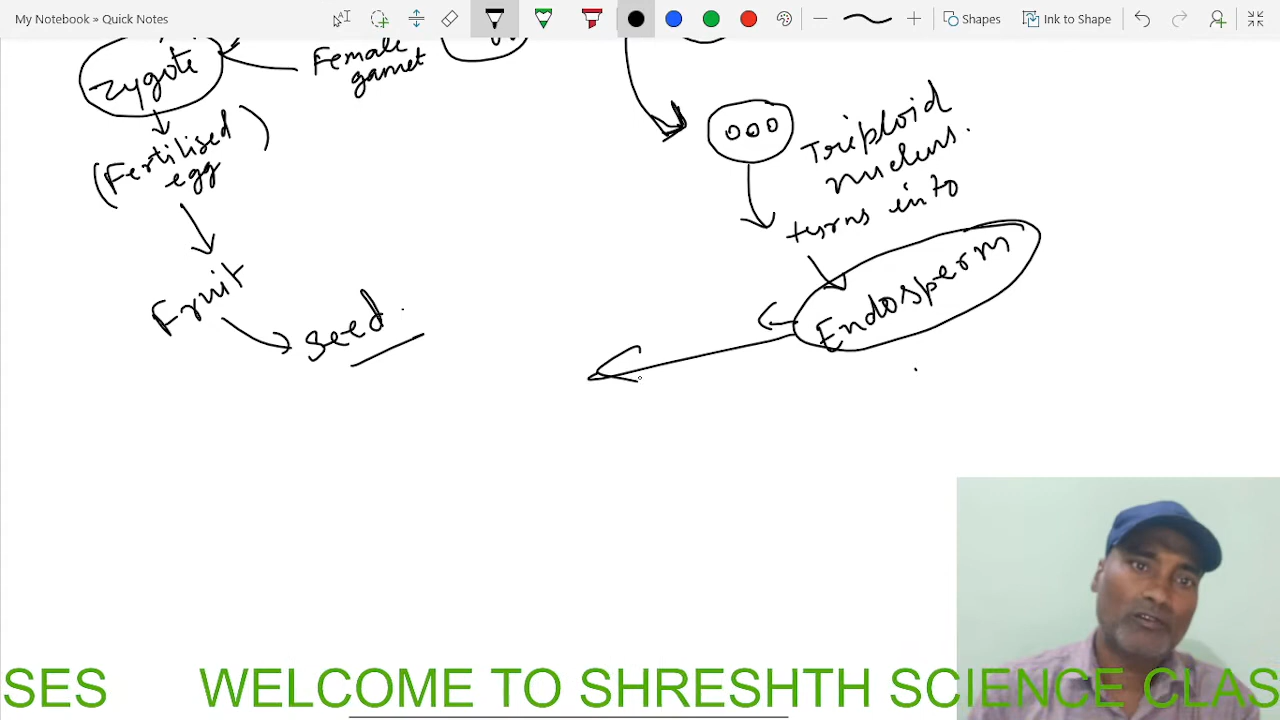 My Notebook » Quick Notes
Shapes
Ink to Shape
Zygote
Female
gamet
(Fertilised
egg)
Fruit
Seed.
Triploid
nucleus.
turns into
Endosperm
SES WELCOME TO SHRESHTH SCIENCE CLAS